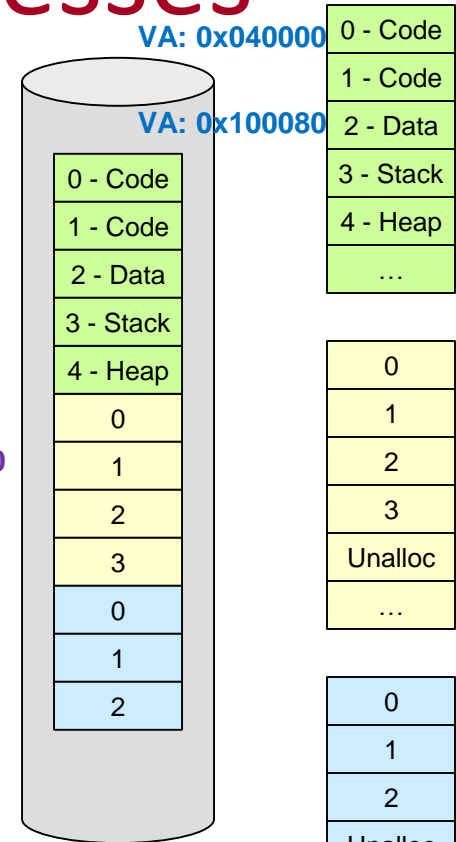 esses
VA: 0x040000
VA: 0x100080
0 - Code
1 - Code
2 - Data
3 - Stack
4 - Heap
0
1
2
3
0
1
2
0 - Code
1 - Code
2 - Data
3 - Stack
4 - Heap
…
0
1
2
3
Unalloc
…
0
1
2
Unalloc